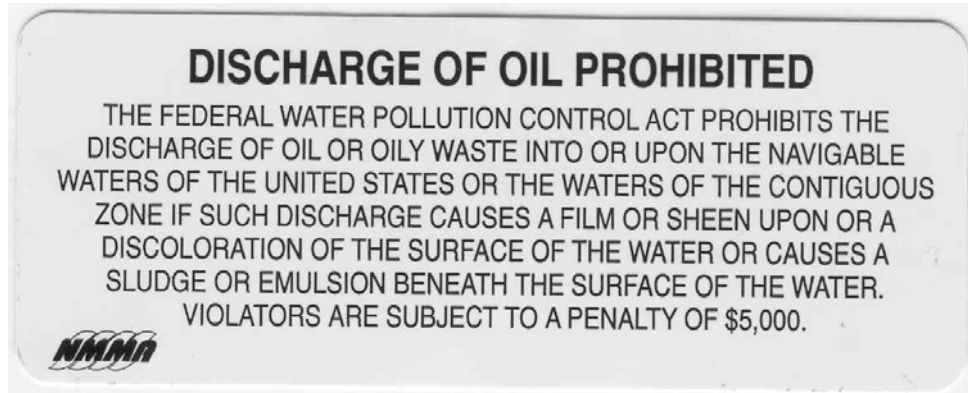 DISCHARGE OF OIL PROHIBITED
THE FEDERAL WATER POLLUTION CONTROL ACT PROHIBITS THE
DISCHARGE OF OIL OR OILY WASTE INTO OR UPON THE NAVIGABLE
WATERS OF THE UNITED STATES OR THE WATERS OF THE CONTIGUOUS
ZONE IF SUCH DISCHARGE CAUSES A FILM OR SHEEN UPON OR A
DISCOLORATION OF THE SURFACE OF THE WATER OR CAUSES A
SLUDGE OR EMULSION BENEATH THE SURFACE OF THE WATER.
VIOLATORS ARE SUBJECT TO A PENALTY OF $5,000.
NMMA